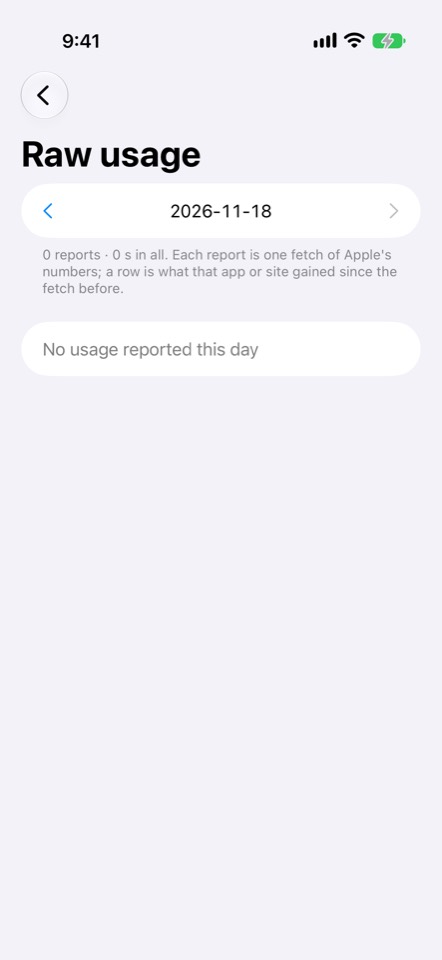 9:41
Raw usage
2026-11-18
0 reports · 0 s in all. Each report is one fetch of Apple's
numbers; a row is what that app or site gained since the
fetch before.
No usage reported this day